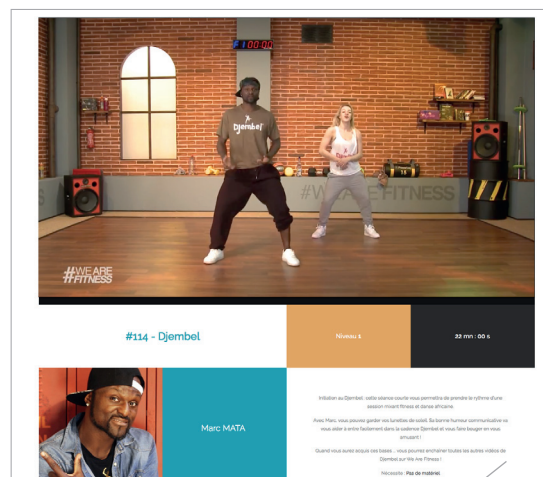 F1 00:00
Djembel
#WE ARE FITNESS
#WE ARE
FITNESS
#114 - Djembel
Niveau 1
22 mn : 00 s
Marc MATA
Initiation au Djembel : cette séance courte vous permettra de prendre le rythme d'une
session mixant fitness et danse africaine.
Avec Marc, vous pouvez garder vos lunettes de soleil. Sa bonne humeur communicative va
vous aider à entre facilement dans la cadence Djembel et vous faire bouger en vous
amusant !
Quand vous aurez acquis ces bases... vous pourrez enchaîner toutes les autres vidéos de
Djembel sur We Are Fitness !
Nécessite : Pas de matériel .